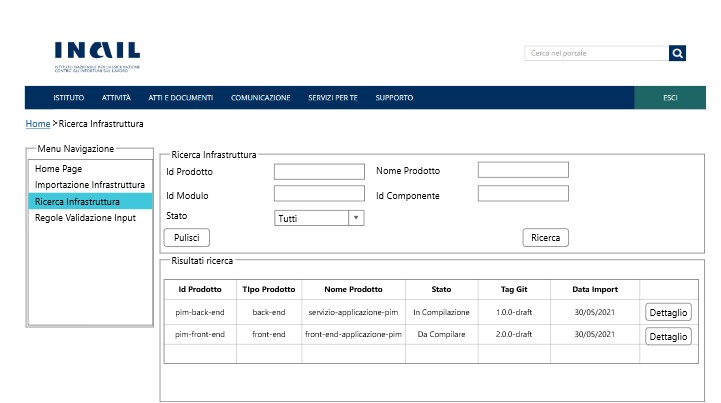 INAIL
ISTITUTO NAZIONALE PER L'ASSICURAZIONE
CONTRO GLI INFORTUNI SUL LAVORO
Cerca nel portale
ISTITUTO ATTIVITÀ ATTI E DOCUMENTI COMUNICAZIONE SERVIZI PER TE SUPPORTO ESCI
Home >Ricerca Infrastruttura
Menu Navigazione
Home Page
Importazione Infrastruttura
Ricerca Infrastruttura
Regole Validazione Input
Ricerca Infrastruttura
Id Prodotto Nome Prodotto
Id Modulo Id Componente
Stato Tutti
Pulisci Ricerca
Risultati ricerca
Id Prodotto TIpo Prodotto Nome Prodotto Stato Tag Git Data Import
pim-back-end back-end servizio-applicazione-pim In Compilazione 1.0.0-draft 30/05/2021 Dettaglio
pim-front-end front-end front-end-applicazione-pim Da Compilare 2.0.0-draft 30/05/2021 Dettaglio